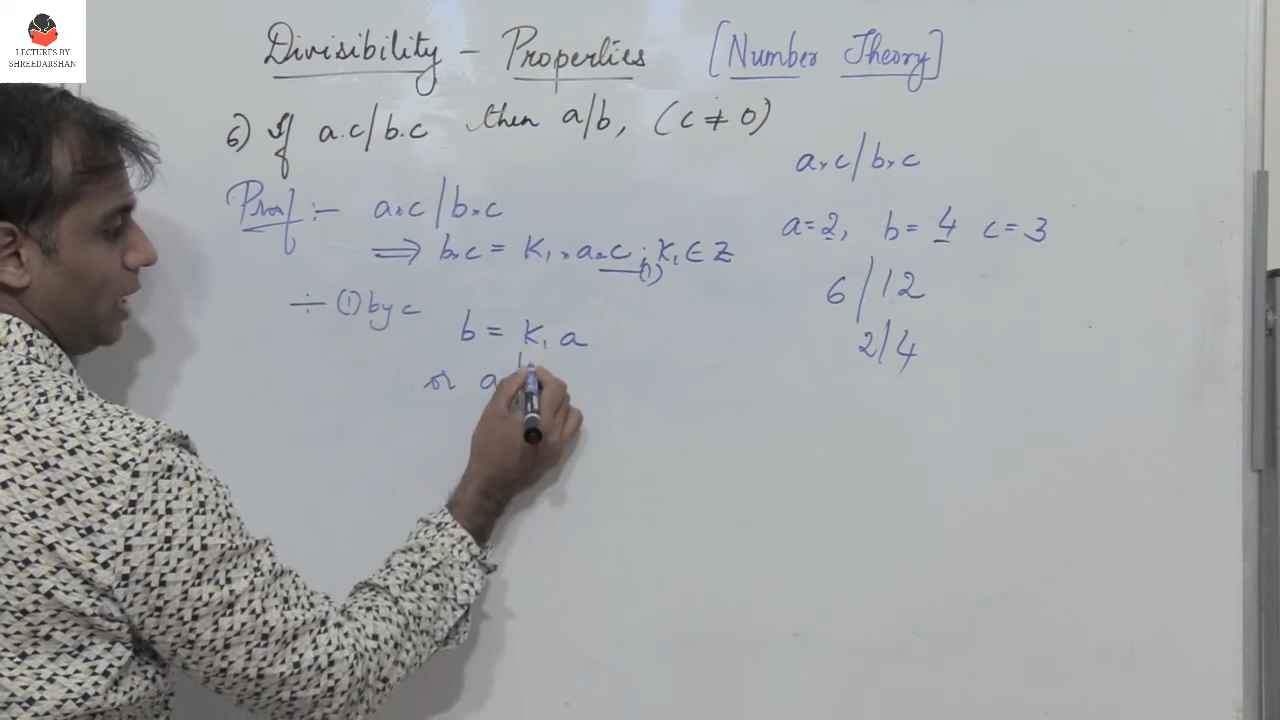 LECTURES BY
SHREEDARSHAN
Divisibility - Properties [Number Theory]
6) If a.c/b.c then a/b, (c ≠ 0)
Proof :- a.c/b.c
⟹ b.c = K₁.a.c ; K₁ ∈ Z
(1)
÷ (1) by c
b = K₁ a
or a
a.c/b.c
a=2, b= 4 c=3
6/12
2/4